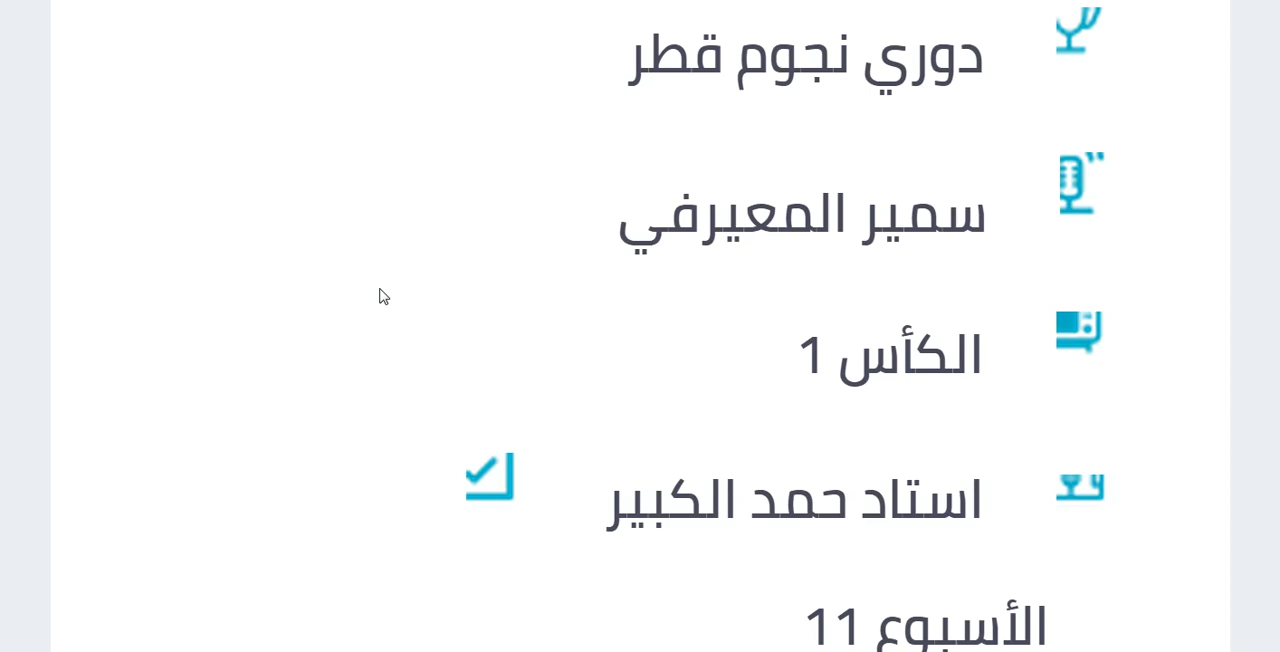 دوري نجوم قطر
سمير المعيرفي
الكأس 1
استاد حمد الكبير
الأسبوع 11